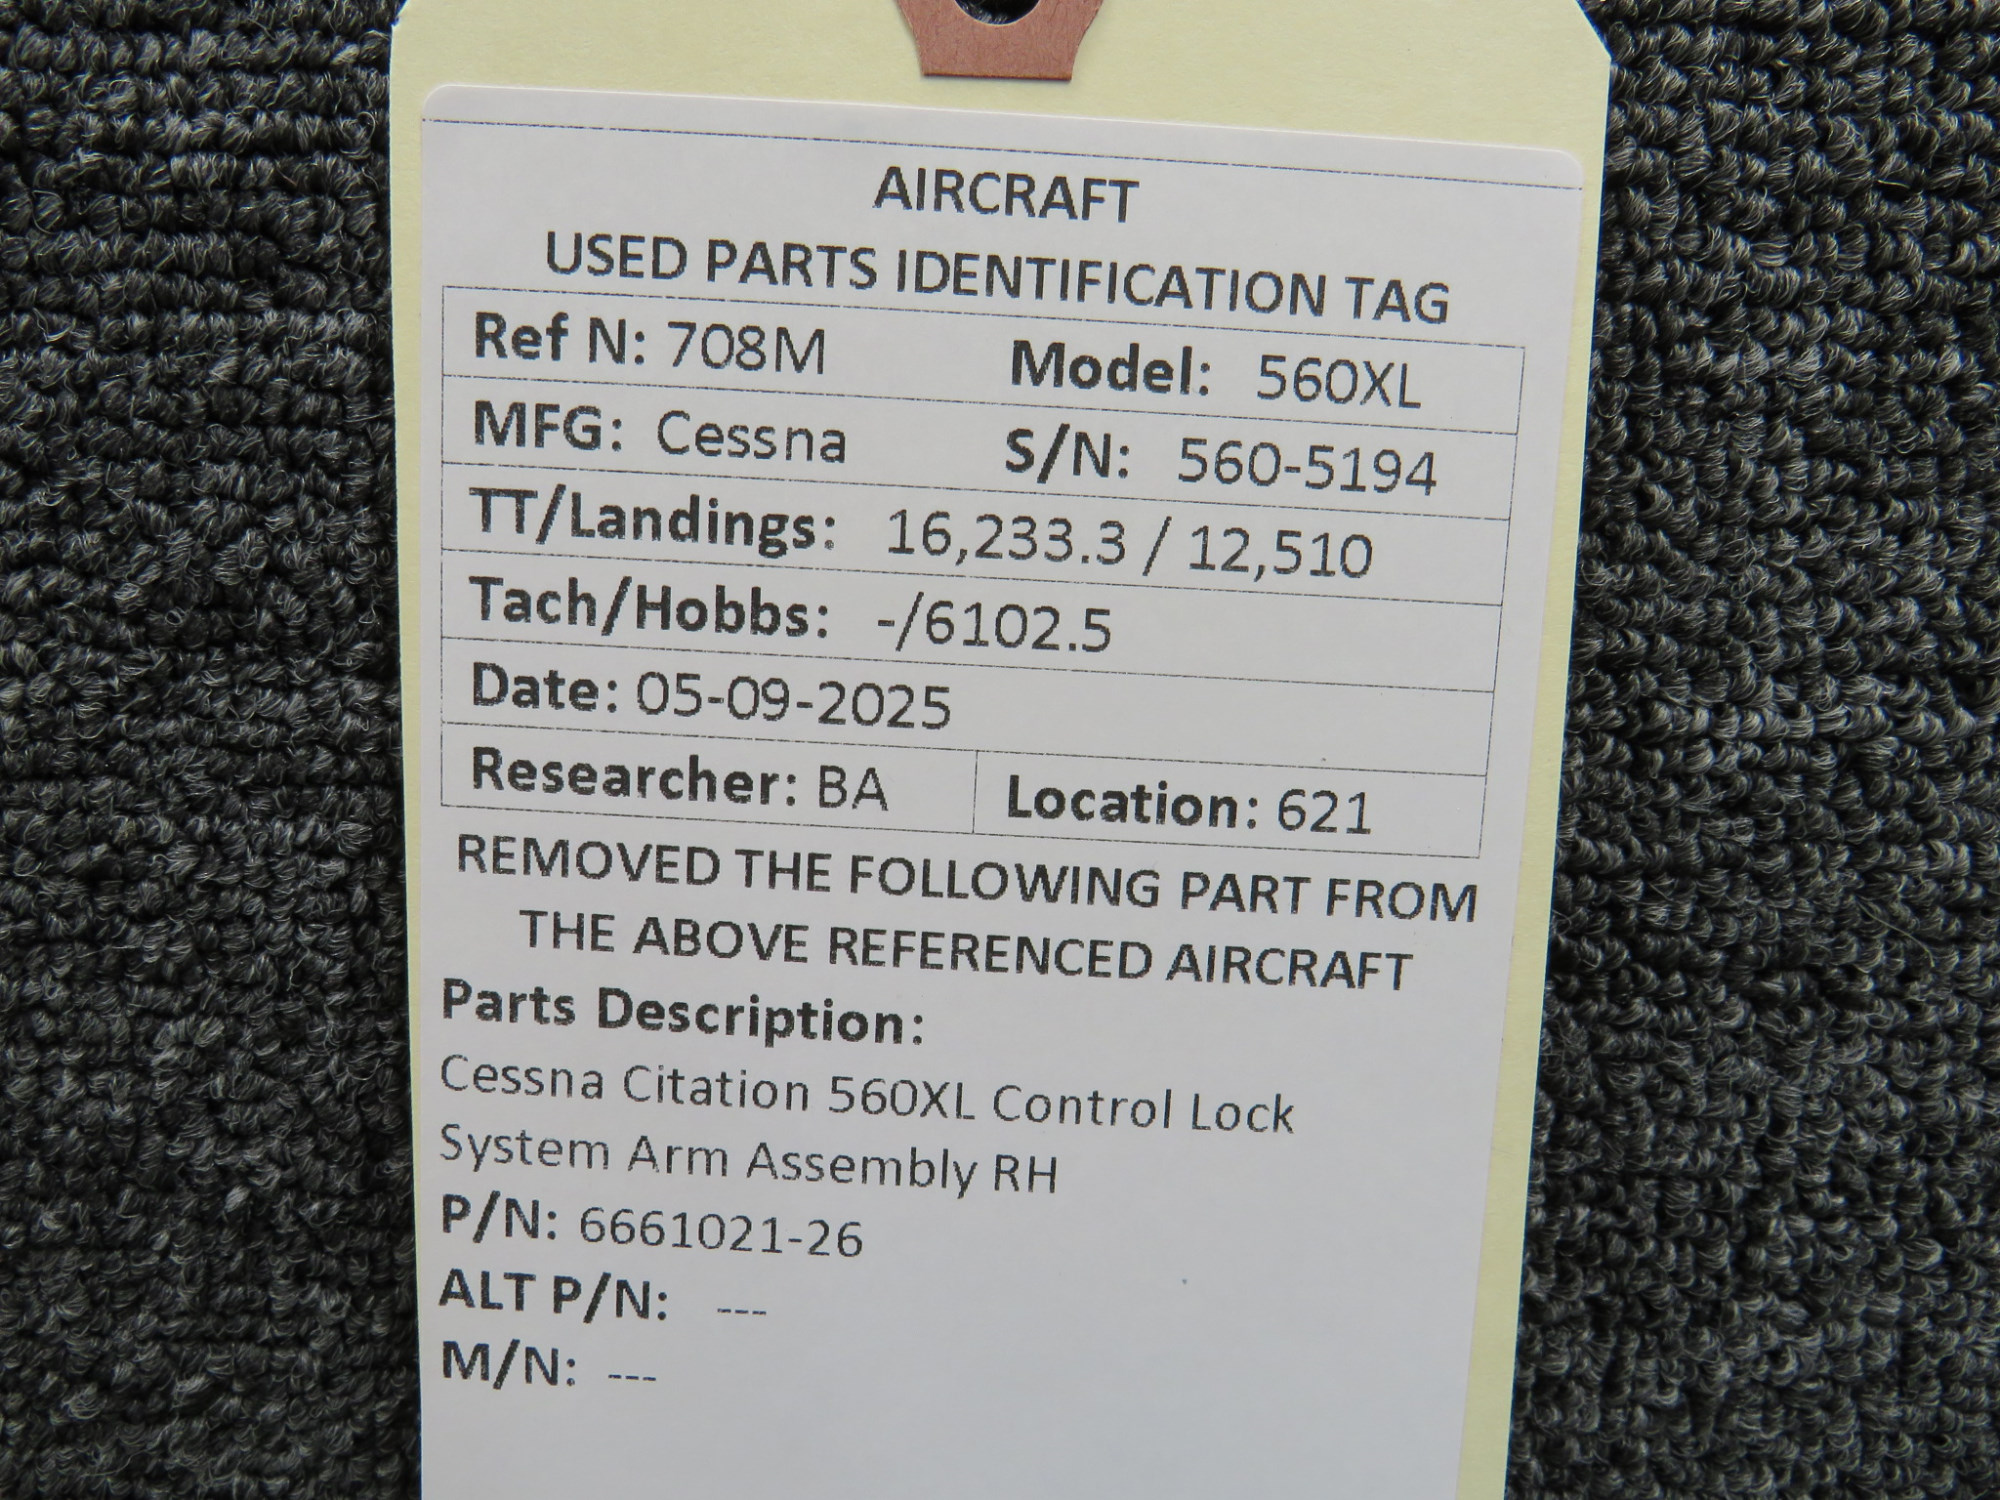 AIRCRAFT
USED PARTS IDENTIFICATION TAG
Ref N: 708M Model: 560XL
MFG: Cessna S/N: 560-5194
TT/Landings: 16,233.3 / 12,510
Tach/Hobbs: -/6102.5
Date: 05-09-2025
Researcher: BA Location: 621
REMOVED THE FOLLOWING PART FROM
THE ABOVE REFERENCED AIRCRAFT
Parts Description:
Cessna Citation 560XL Control Lock
System Arm Assembly RH
P/N: 6661021-26
ALT P/N: ---
M/N: ---